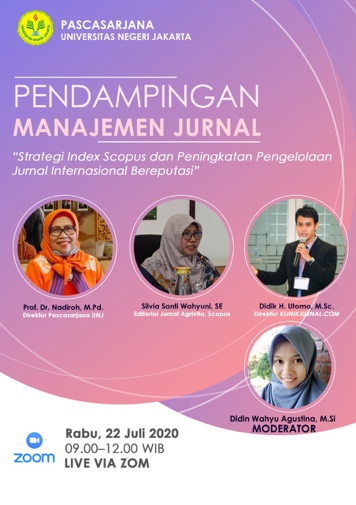 PASCASARJANA
UNIVERSITAS NEGERI JAKARTA
PENDAMPINGAN
MANAJEMEN JURNAL
“Strategi Index Scopus dan Peningkatan Pengelolaan
Jurnal Internasional Bereputasi”
Prof. Dr. Nadiroh, M.Pd.
Direktur Pascasarjana UNJ
Silvia Santi Wahyuni, SE
Editorial Jurnal Agrivita, Scopus
Didik H. Utomo, M.Sc.
Direktur KLINIKJURNAL.COM
Didin Wahyu Agustina, M.Si
MODERATOR
zoom
Rabu, 22 Juli 2020
09.00–12.00 WIB
LIVE VIA ZOM